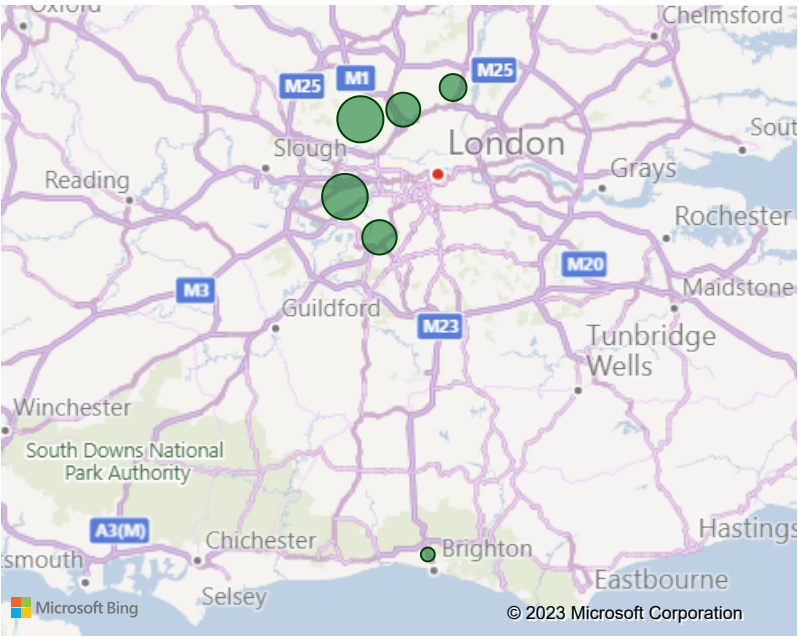 Oxford
Chelmsford
M25
M1
M25
London
Slough
Sout
Reading
Grays
Rochester
M20
M3
Maidstone
Guildford
M23
Tunbridge
Wells
Winchester
South Downs National
Park Authority
A3(M)
Chichester
Brighton
Hastings
tsmouth
Eastbourne
Selsey
Microsoft Bing
© 2023 Microsoft Corporation